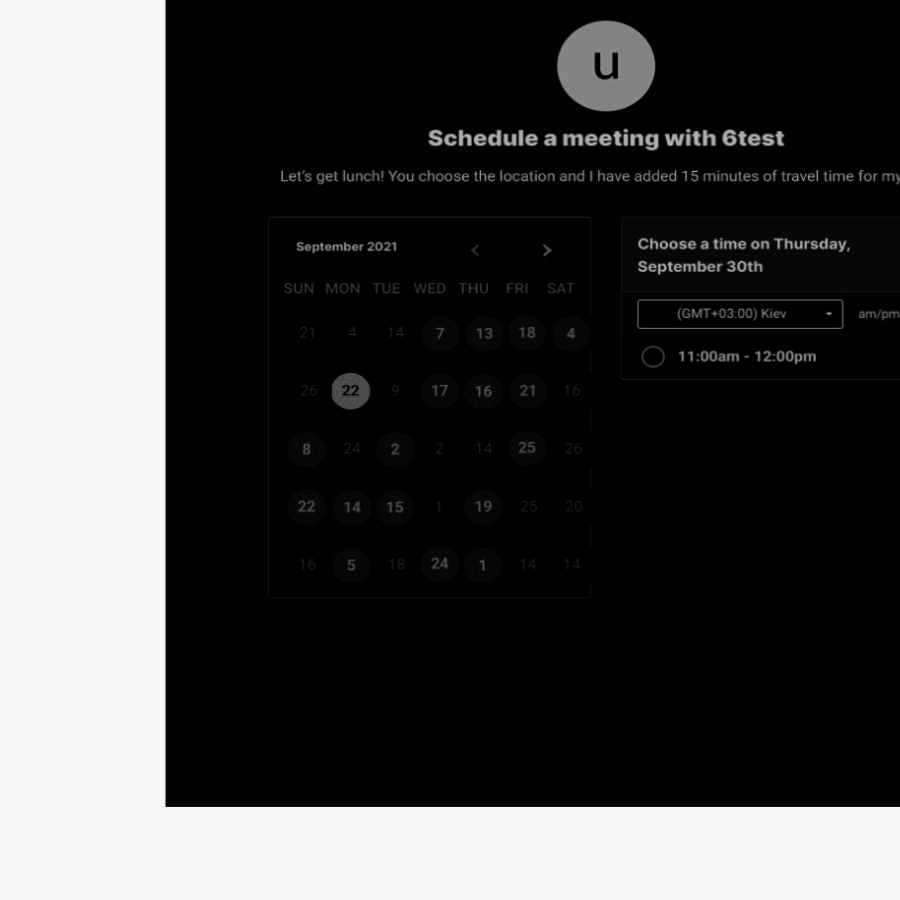 u
Schedule a meeting with 6test
Let's get lunch! You choose the location and I have added 15 minutes of travel time for my
September 2021
SUN MON TUE WED THU FRI SAT
21 4 14 7 13 18 4
26 22 9 17 16 21 16
8 24 2 2 14 25 26
22 14 15 1 19 25 20
16 5 18 24 1 14 14
Choose a time on Thursday,
September 30th
(GMT+03:00) Kiev am/pm
11:00am - 12:00pm